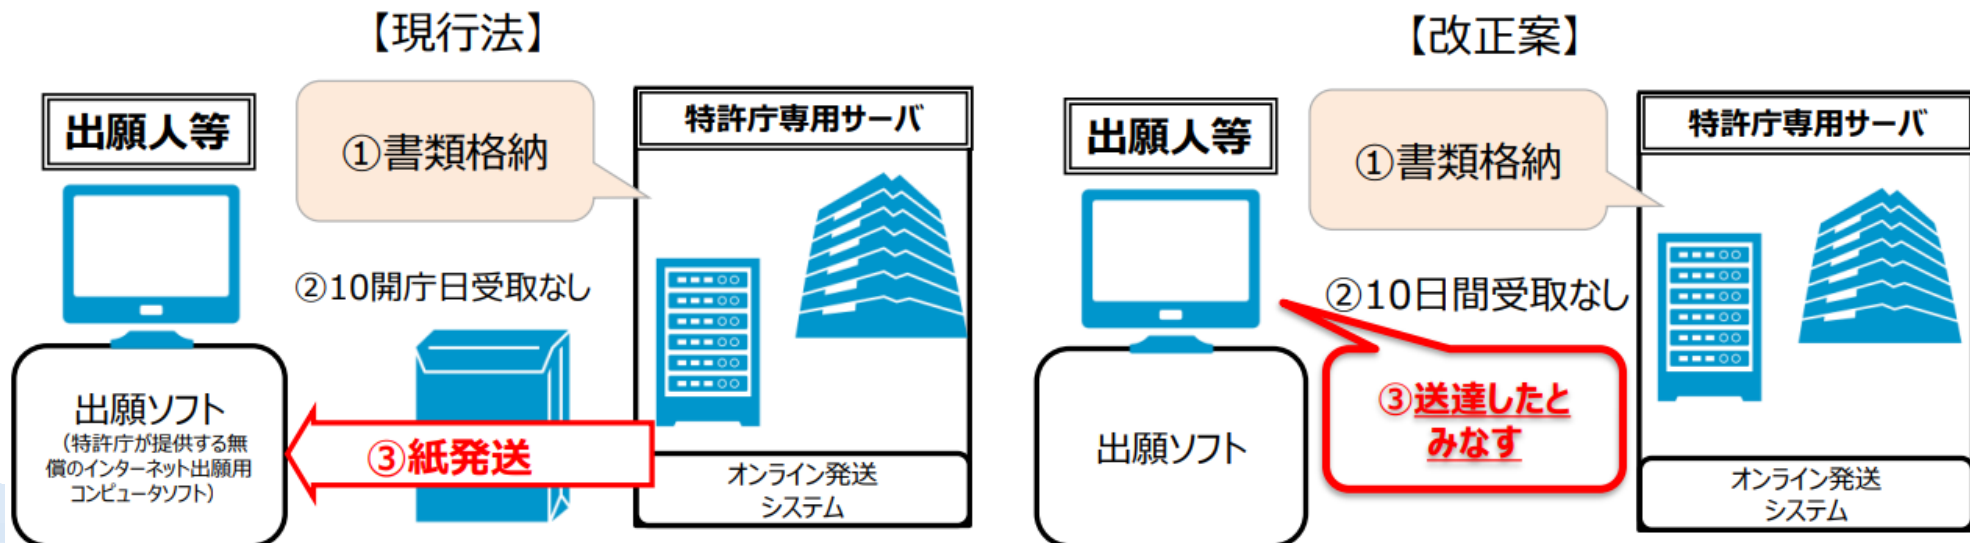 【現行法】
出願人等
①書類格納
特許庁専用サーバ
②10開庁日受取なし
出願ソフト
（特許庁が提供する無
償のインターネット出願用
コンピュータソフト）
③紙発送
オンライン発送
システム
【改正案】
出願人等
①書類格納
特許庁専用サーバ
②10日間受取なし
③送達したと
みなす
出願ソフト
オンライン発送
システム